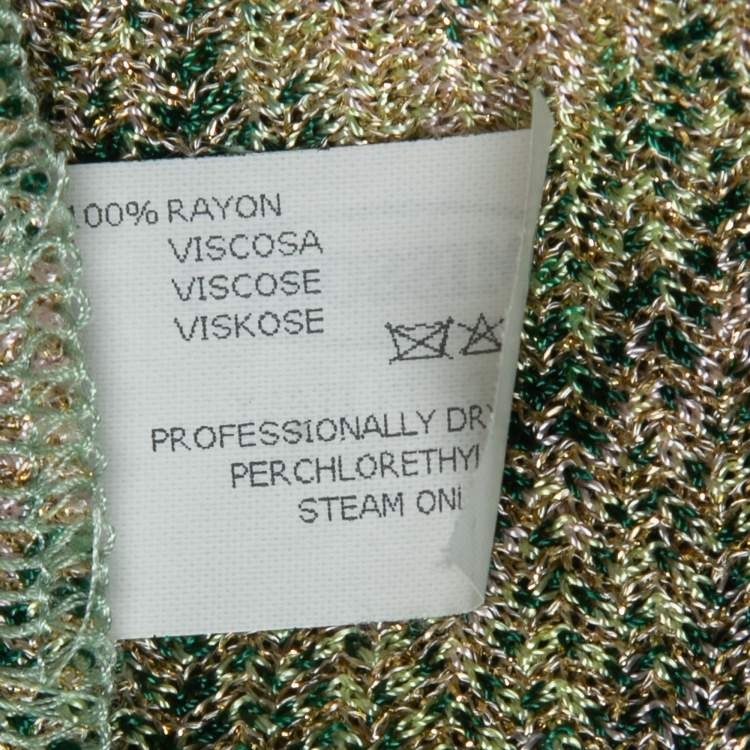 100% RAYON
VISCOSA
VISCOSE
VISKOSE
PROFESSIONALLY DRY
PERCHLORETHYL
STEAM ONL